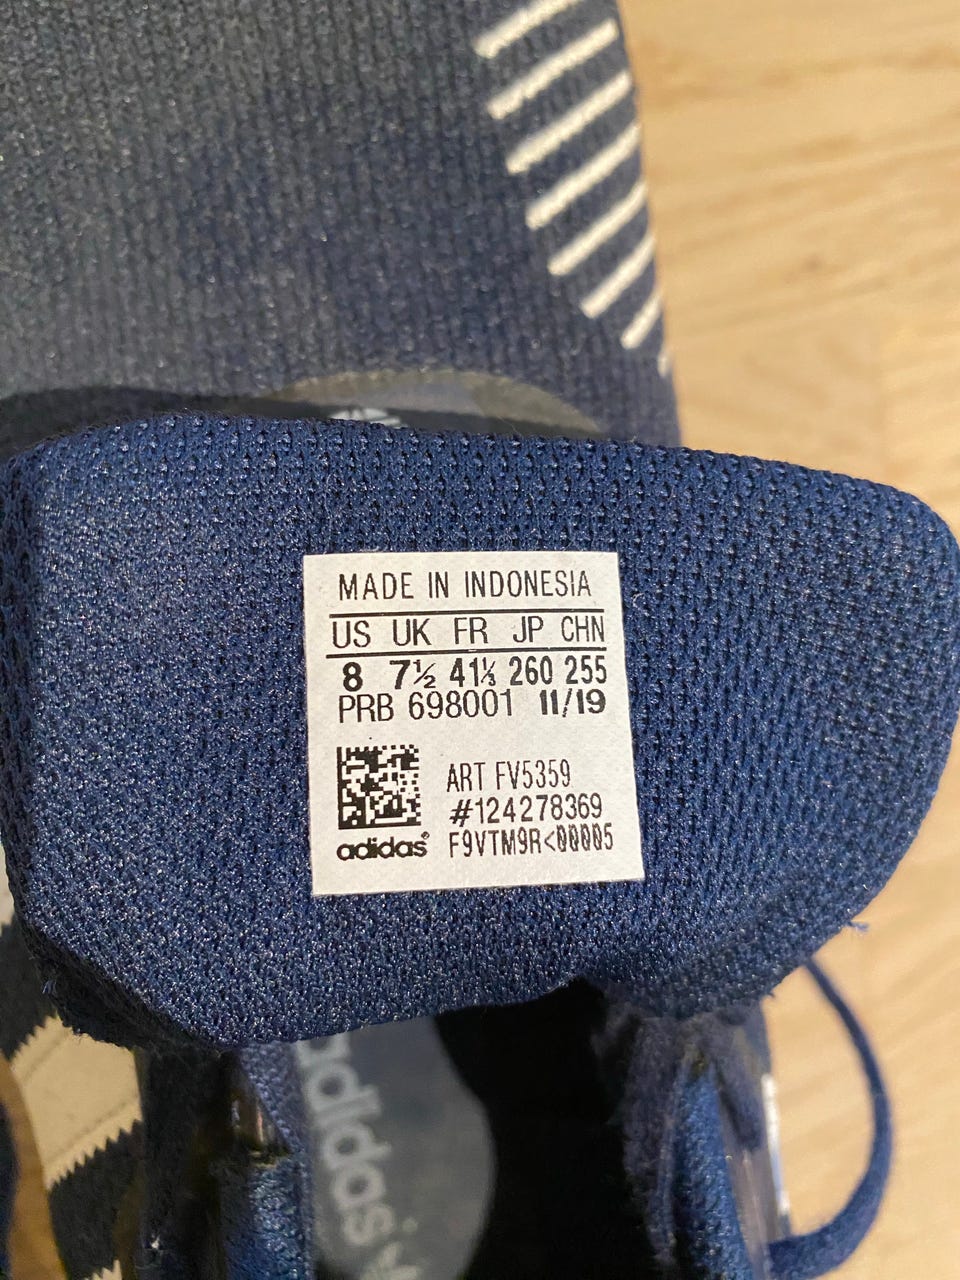 MADE IN INDONESIA
US UK FR JP CHN
8 7½ 41⅓ 260 255
PRB 698001 11/19
ART FV5359
#124278369
adidas® F9VTM9R<00005
adidas